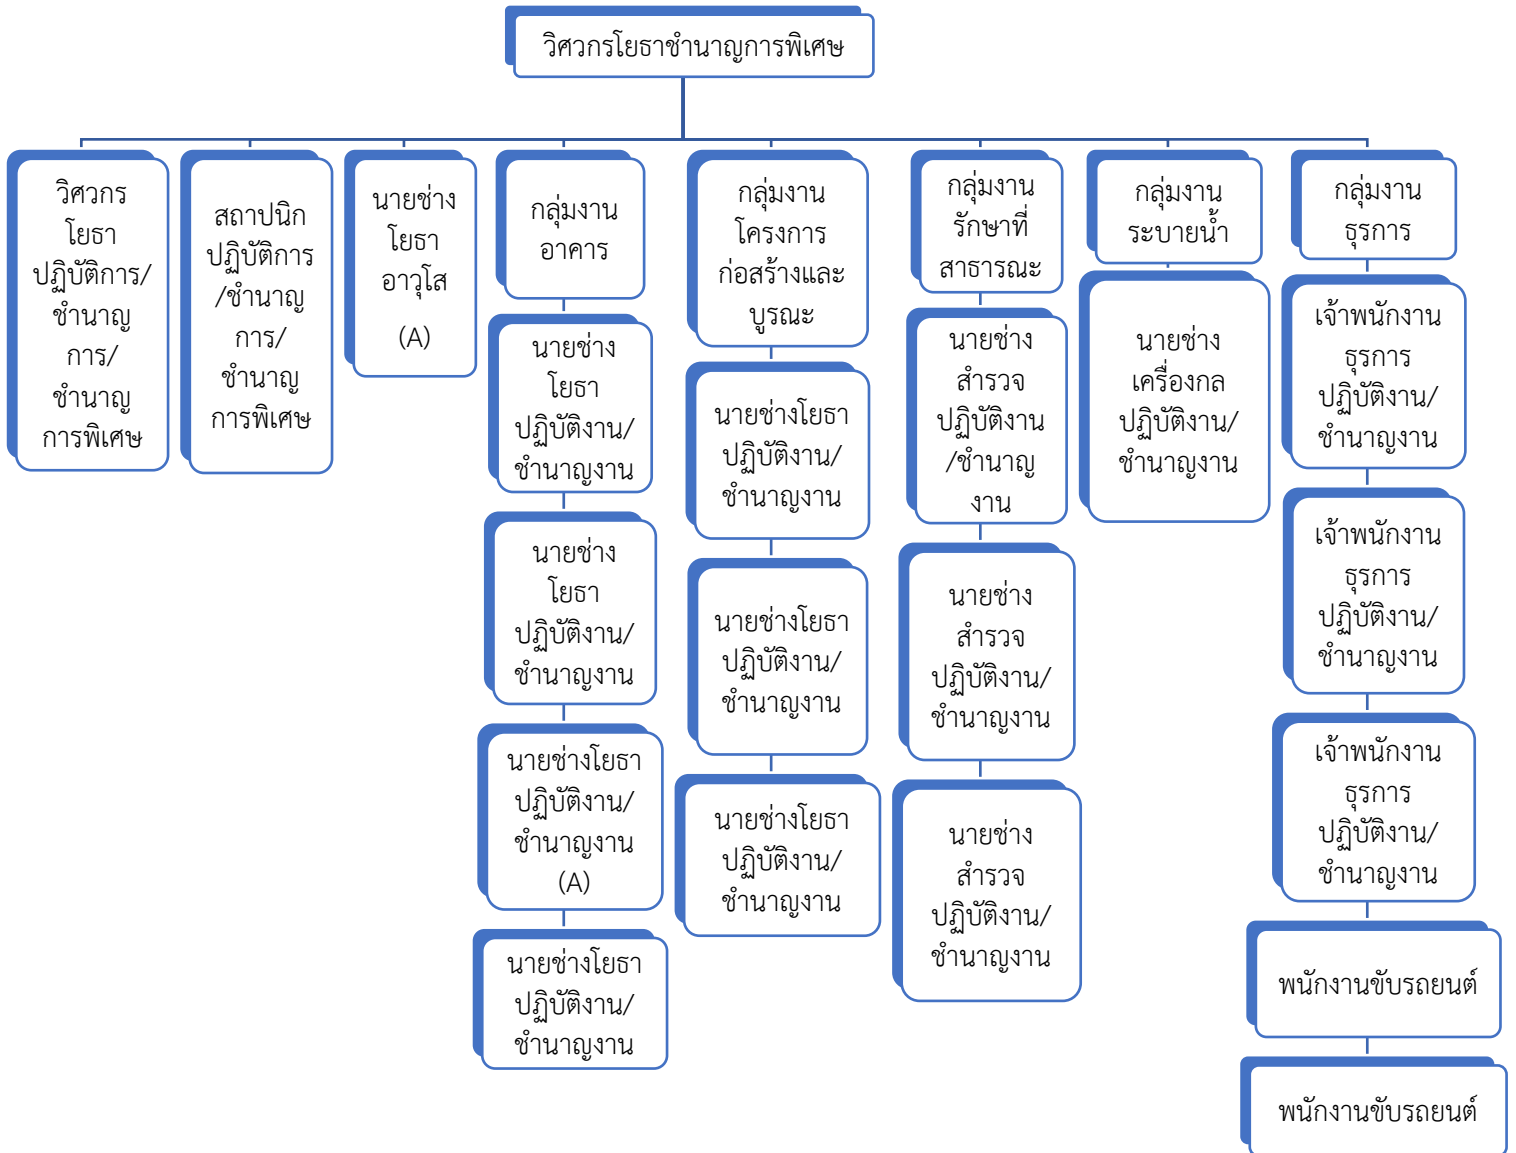 วิศวกรโยธาชำนาญการพิเศษ
วิศวกร
โยธา
ปฏิบัติการ/
ชำนาญ
การ/
ชำนาญ
การพิเศษ
สถาปนิก
ปฏิบัติการ
/ชำนาญ
การ/
ชำนาญ
การพิเศษ
นายช่าง
โยธา
อาวุโส
(A)
กลุ่มงาน
อาคาร
นายช่าง
โยธา
ปฏิบัติงาน/
ชำนาญงาน
นายช่าง
โยธา
ปฏิบัติงาน/
ชำนาญงาน
นายช่างโยธา
ปฏิบัติงาน/
ชำนาญงาน
(A)
นายช่างโยธา
ปฏิบัติงาน/
ชำนาญงาน
กลุ่มงาน
โครงการ
ก่อสร้างและ
บูรณะ
นายช่างโยธา
ปฏิบัติงาน/
ชำนาญงาน
นายช่างโยธา
ปฏิบัติงาน/
ชำนาญงาน
นายช่างโยธา
ปฏิบัติงาน/
ชำนาญงาน
กลุ่มงาน
รักษาที่
สาธารณะ
นายช่าง
สำรวจ
ปฏิบัติงาน
/ชำนาญ
งาน
นายช่าง
สำรวจ
ปฏิบัติงาน/
ชำนาญงาน
นายช่าง
สำรวจ
ปฏิบัติงาน/
ชำนาญงาน
กลุ่มงาน
ระบายน้ำ
นายช่าง
เครื่องกล
ปฏิบัติงาน/
ชำนาญงาน
กลุ่มงาน
ธุรการ
เจ้าพนักงาน
ธุรการ
ปฏิบัติงาน/
ชำนาญงาน
เจ้าพนักงาน
ธุรการ
ปฏิบัติงาน/
ชำนาญงาน
เจ้าพนักงาน
ธุรการ
ปฏิบัติงาน/
ชำนาญงาน
พนักงานขับรถยนต์
พนักงานขับรถยนต์